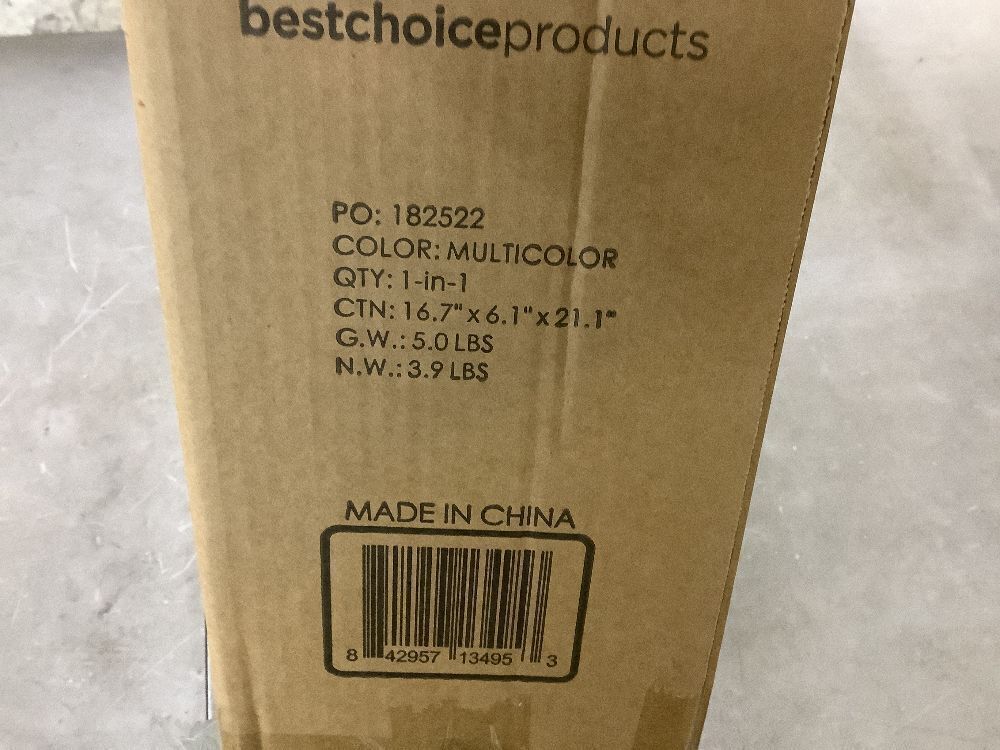 bestchoiceproducts
PO: 182522
COLOR: MULTICOLOR
QTY: 1-in-1
CTN: 16.7"x6.1"x21.1"
G.W.: 5.0 LBS
N.W.: 3.9 LBS
MADE IN CHINA
8 42957 13495 3